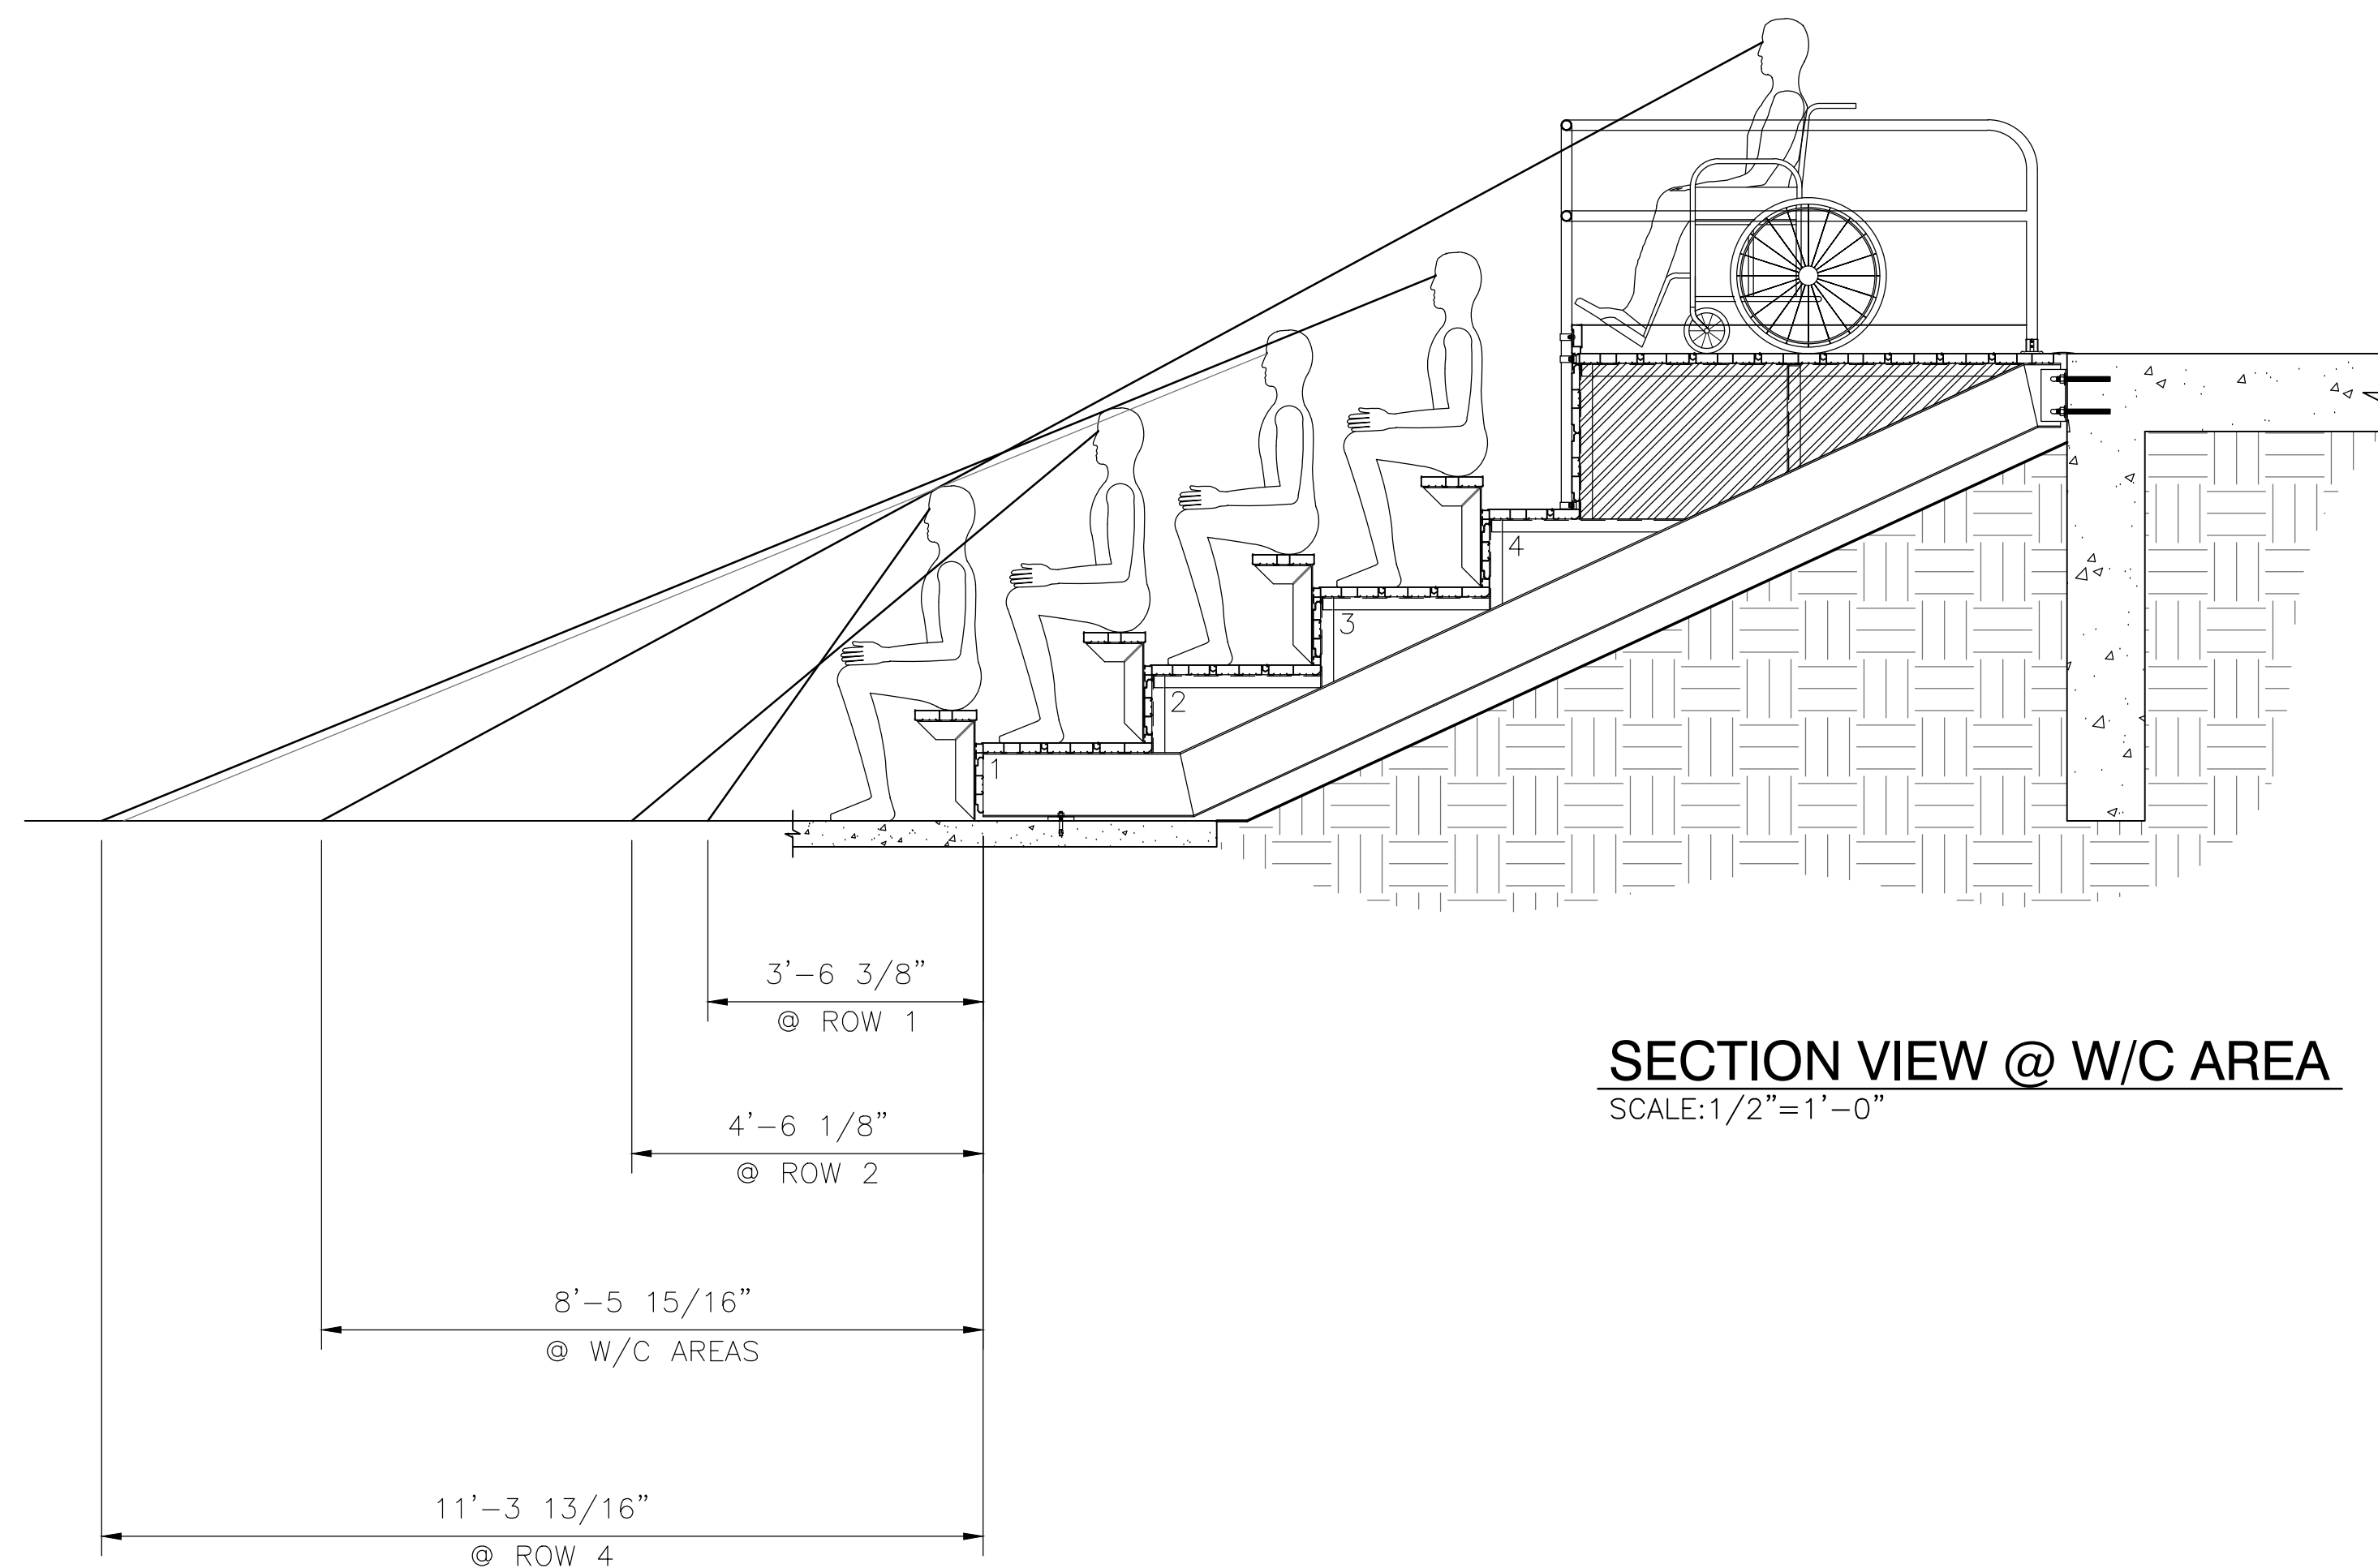 4
3
2
1
3'-6 3/8"
@ ROW 1
SECTION VIEW @ W/C AREA
SCALE:1/2"=1'-0"
4'-6 1/8"
@ ROW 2
8'-5 15/16"
@ W/C AREAS
11'-3 13/16"
@ ROW 4